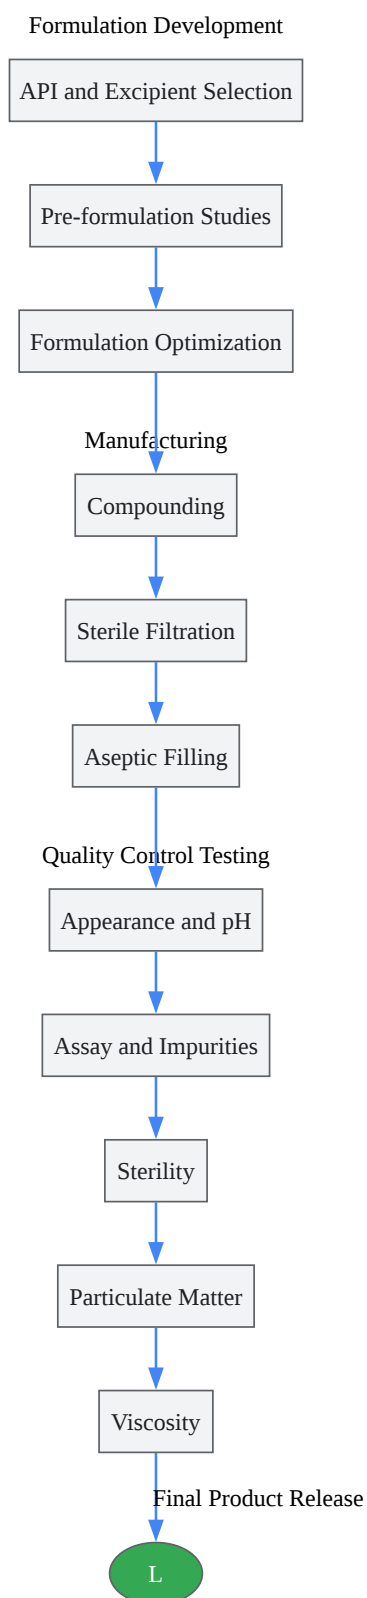 Formulation Development
API and Excipient Selection
Pre-formulation Studies
Formulation Optimization
Manufacturing
Compounding
Sterile Filtration
Aseptic Filling
Quality Control Testing
Appearance and pH
Assay and Impurities
Sterility
Particulate Matter
Viscosity
Final Product Release
L